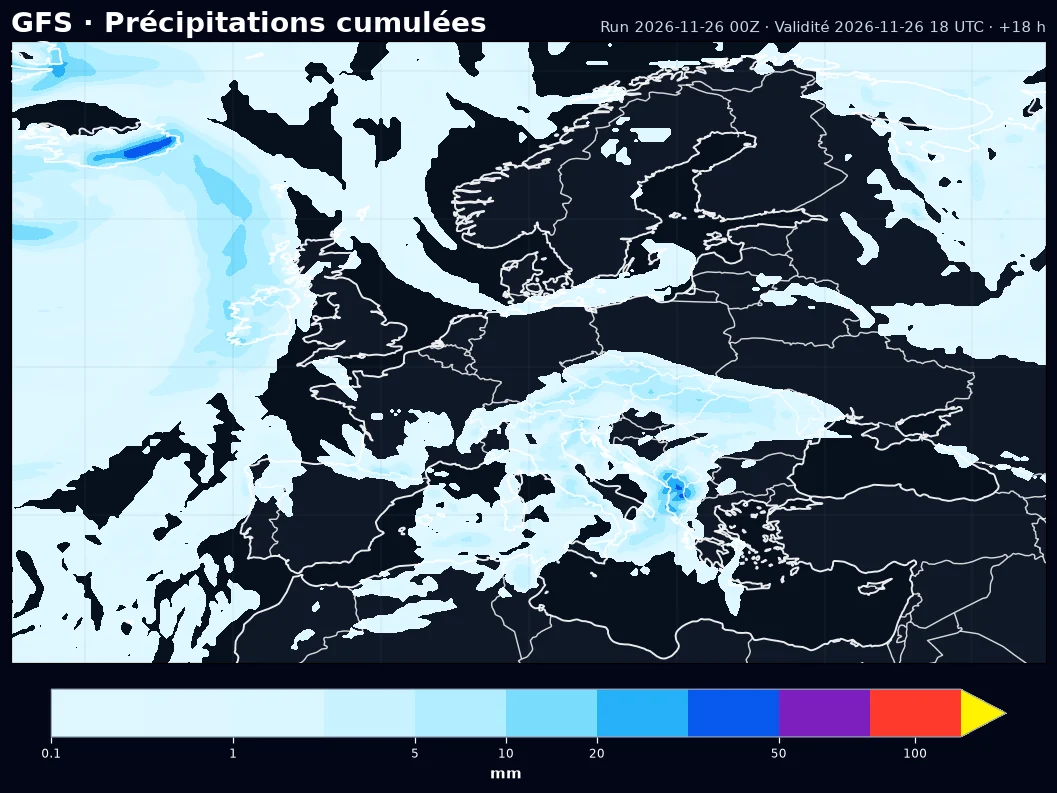 GFS · Précipitations cumulées
Run 2026-11-26 00Z · Validité 2026-11-26 18 UTC · +18 h
0.1 1 5 10 20 50 100
mm